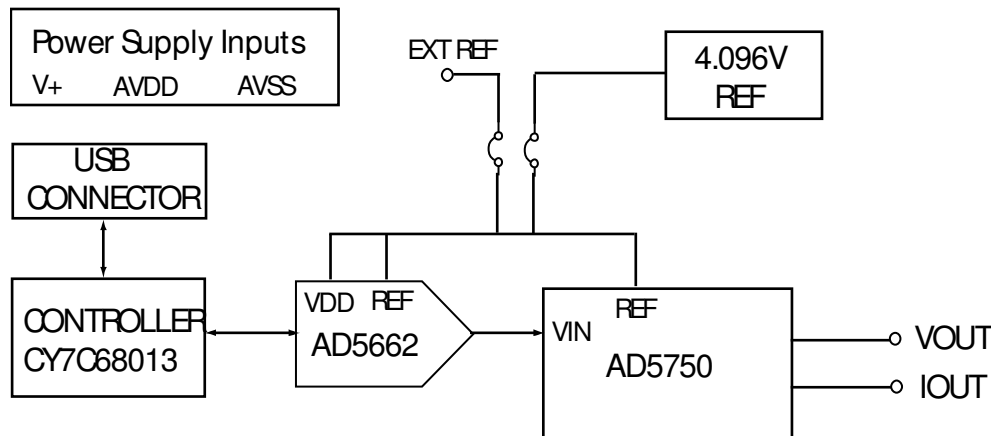 Power Supply Inputs
V+ AVDD AVSS
EXT REF
4.096V
REF
USB
CONNECTOR
CONTROLLER
CY7C68013
VDD REF
AD5662
REF
VIN
AD5750
VOUT
IOUT